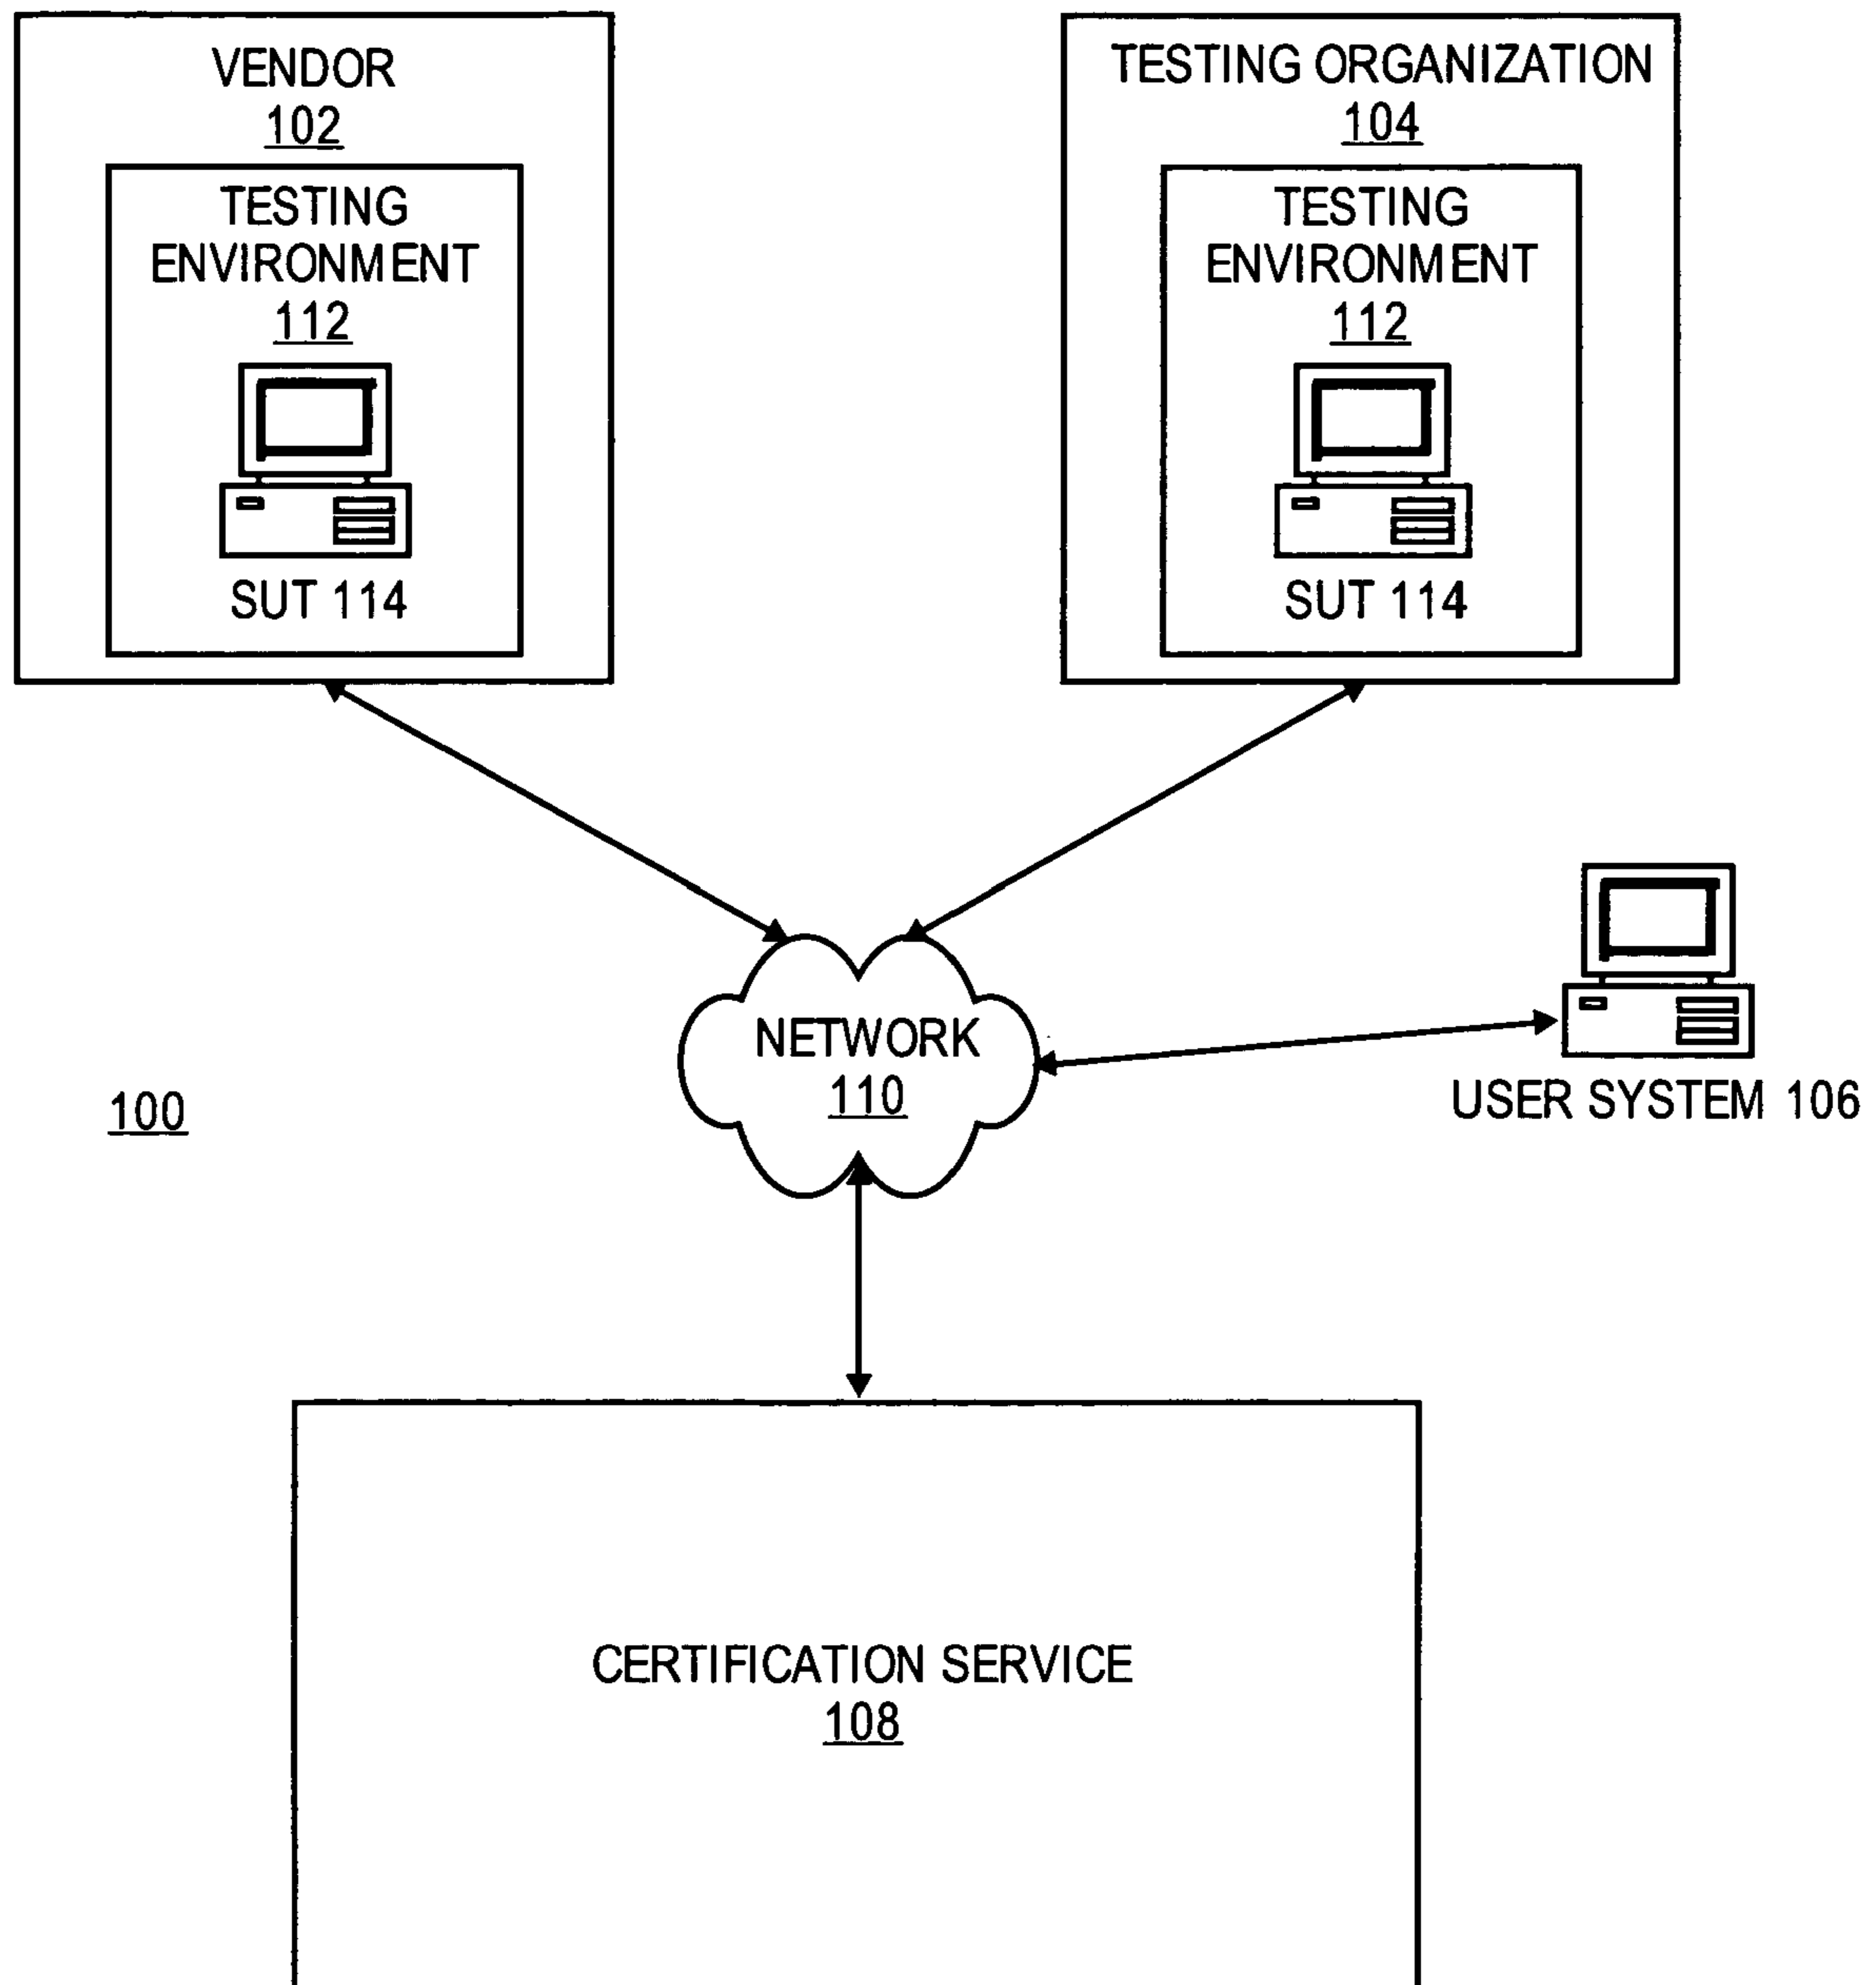 VENDOR
102
TESTING
ENVIRONMENT
112
SUT 114
TESTING ORGANIZATION
104
TESTING
ENVIRONMENT
112
SUT 114
NETWORK
110
USER SYSTEM 106
100
CERTIFICATION SERVICE
108